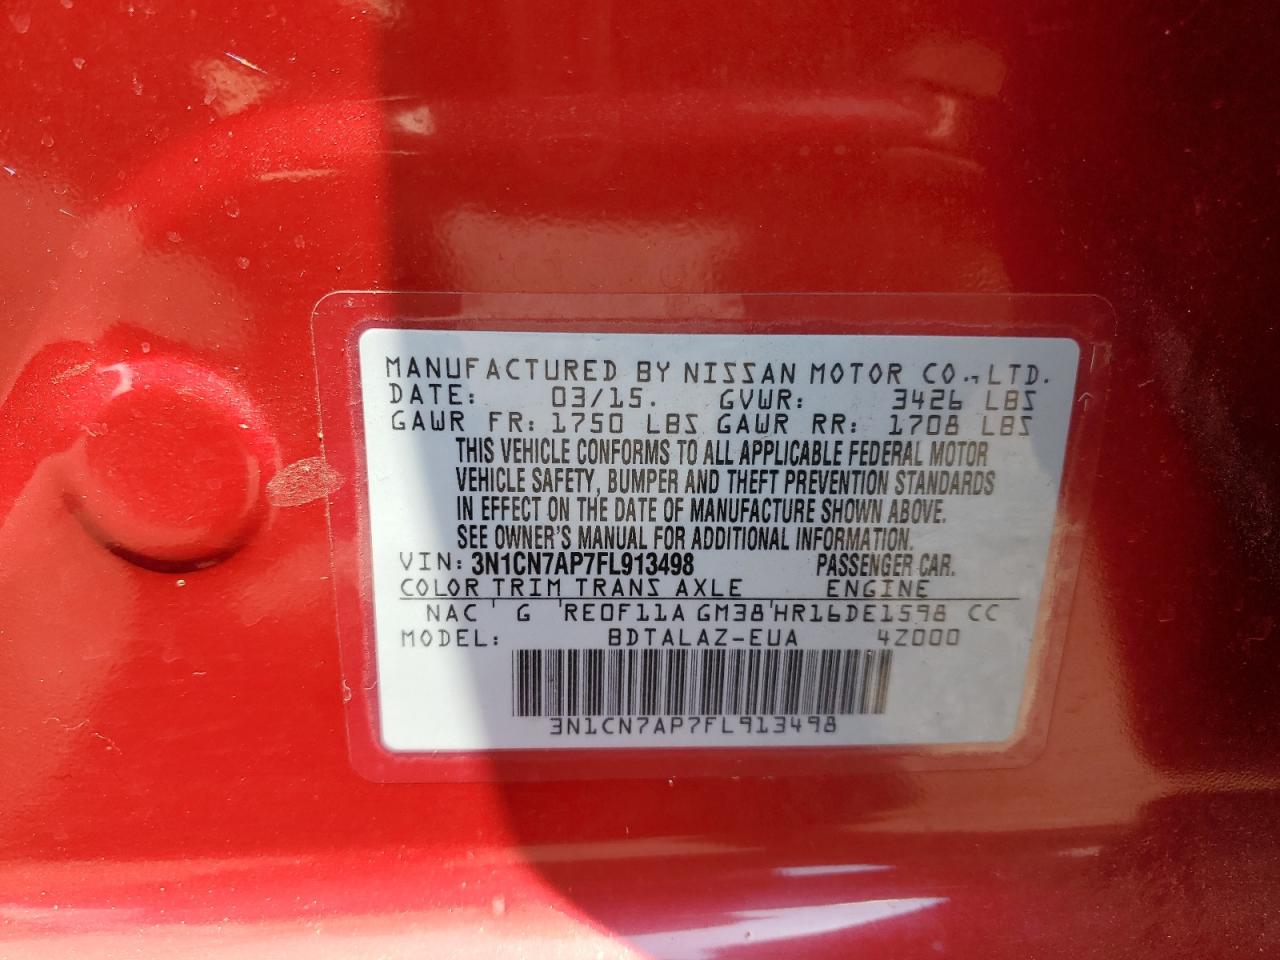 MANUFACTURED BY NISSAN MOTOR CO., LTD.
DATE: 03/15. GVWR: 3426 LBS
GAWR FR: 1750 LBS GAWR RR: 1708 LBS
THIS VEHICLE CONFORMS TO ALL APPLICABLE FEDERAL MOTOR
VEHICLE SAFETY, BUMPER AND THEFT PREVENTION STANDARDS
IN EFFECT ON THE DATE OF MANUFACTURE SHOWN ABOVE.
SEE OWNER'S MANUAL FOR ADDITIONAL INFORMATION.
VIN: 3N1CN7AP7FL913498 PASSENGER CAR.
COLOR TRIM TRANS AXLE ENGINE
NAC ' G ' RE0F11A GM38 ' HR16DE1598 CC
MODEL: BDTALAZ-EUA 4Z000
3N1CN7AP7FL913498